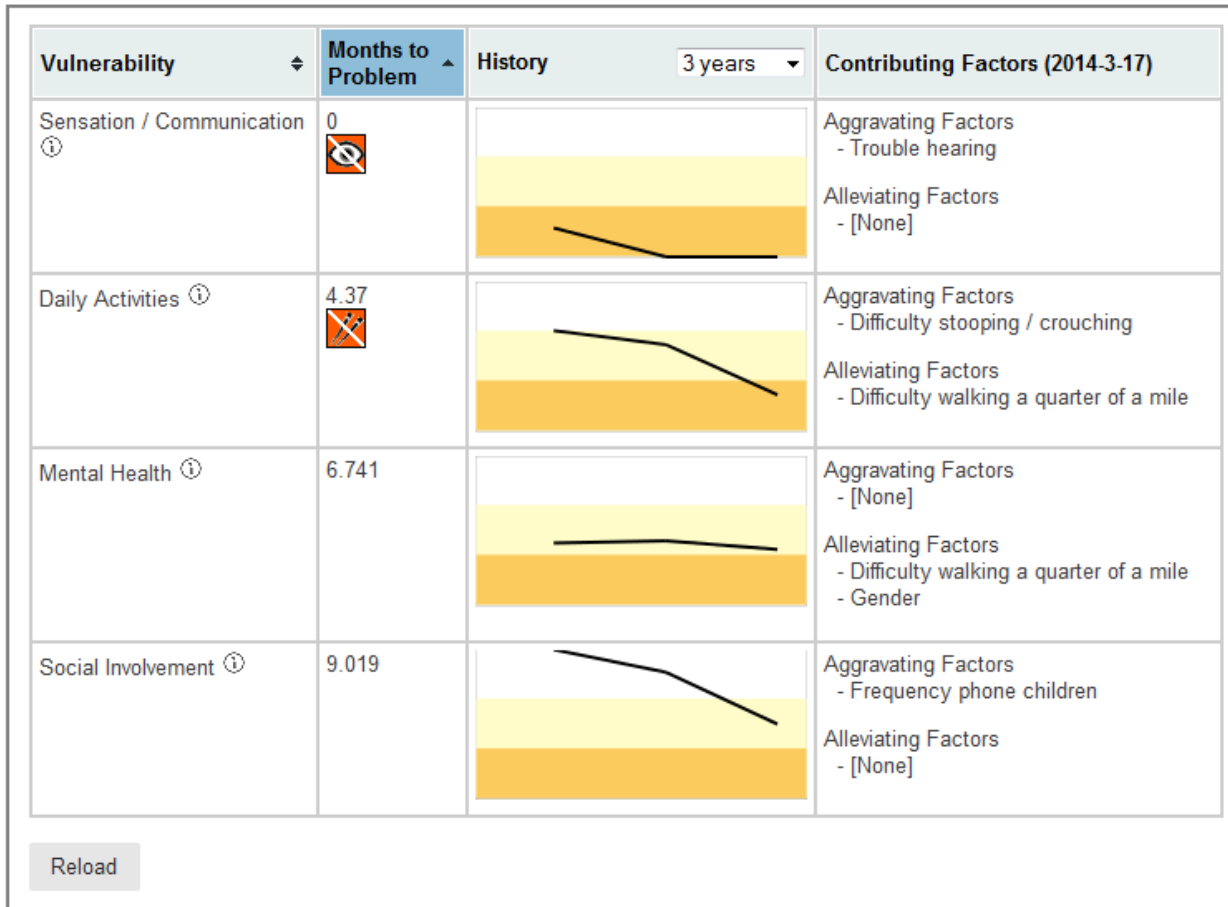 Vulnerability
Months to
Problem
History
3 years
Contributing Factors (2014-3-17)
Sensation / Communication
0
Aggravating Factors
- Trouble hearing
Alleviating Factors
- [None]
Daily Activities
4.37
Aggravating Factors
- Difficulty stooping / crouching
Alleviating Factors
- Difficulty walking a quarter of a mile
Mental Health
6.741
Aggravating Factors
- [None]
Alleviating Factors
- Difficulty walking a quarter of a mile
- Gender
Social Involvement
9.019
Aggravating Factors
- Frequency phone children
Alleviating Factors
- [None]
Reload